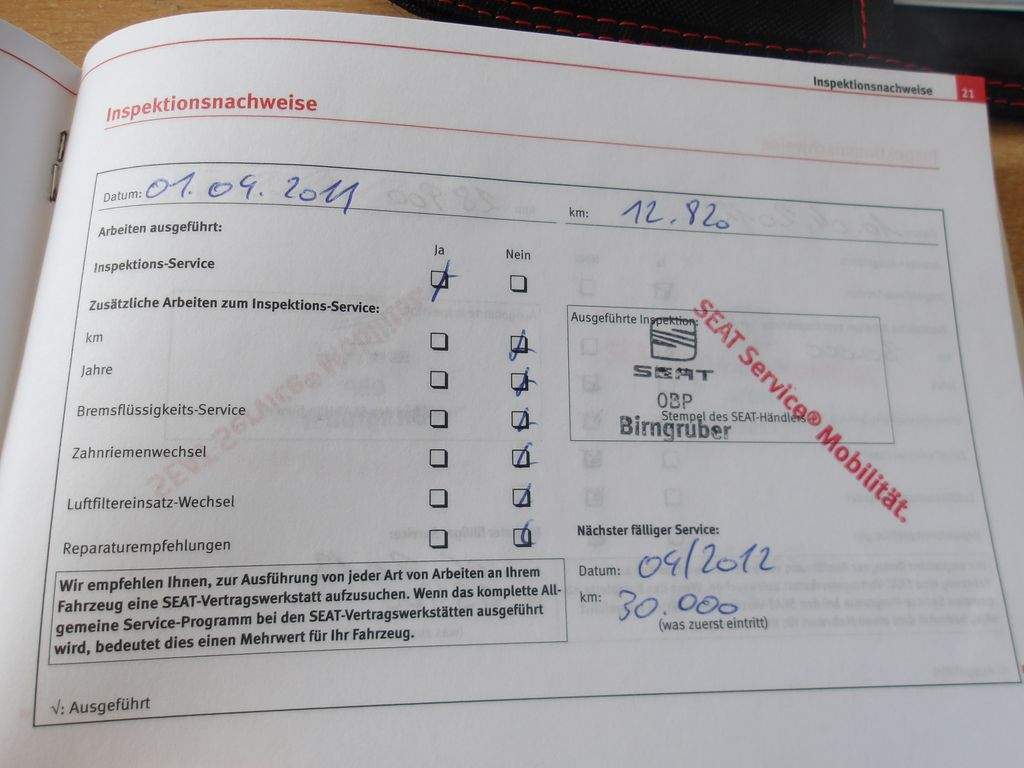 Inspektionsnachweise 21
Inspektionsnachweise
Datum: 01.09.2011 km: 12.820
Arbeiten ausgeführt:
Ja Nein
Inspektions-Service
Zusätzliche Arbeiten zum Inspektions-Service:
km
Jahre
Bremsflüssigkeits-Service
Zahnriemenwechsel
Luftfiltereinsatz-Wechsel
Reparaturempfehlungen
Ausgeführte Inspektion:
SEAT
OBP
Stempel des SEAT-Händlers
Birngruber
SEAT Service® Mobilität.
Nächster fälliger Service:
Datum: 09/2012
km: 30.000
(was zuerst eintritt)
Wir empfehlen Ihnen, zur Ausführung von jeder Art von Arbeiten an Ihrem
Fahrzeug eine SEAT-Vertragswerkstatt aufzusuchen. Wenn das komplette All-
gemeine Service-Programm bei den SEAT-Vertragswerkstätten ausgeführt
wird, bedeutet dies einen Mehrwert für Ihr Fahrzeug.
√: Ausgeführt